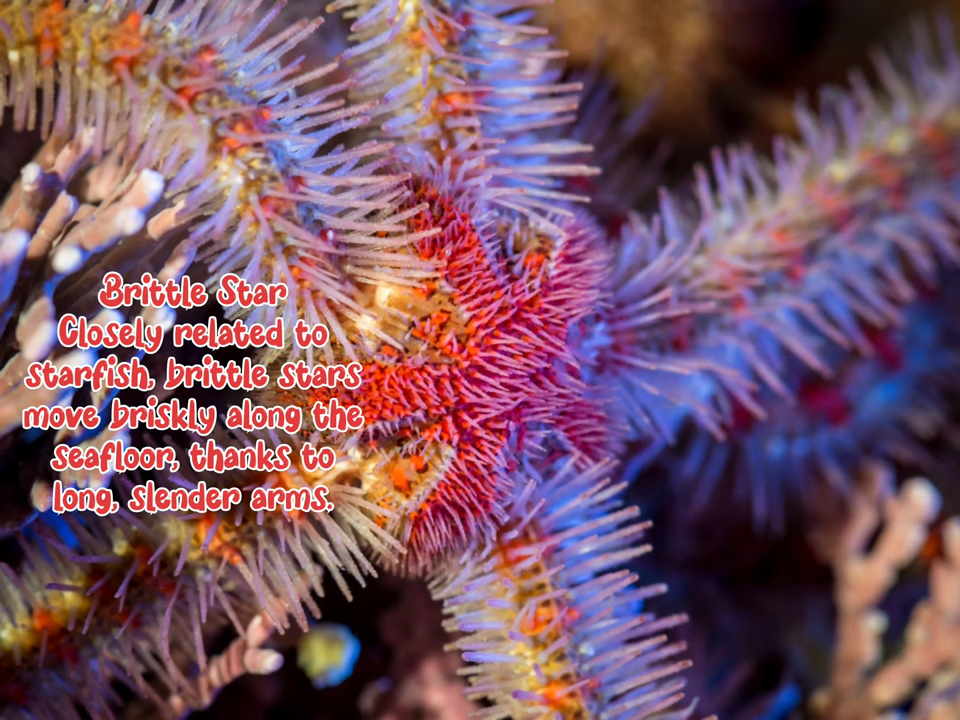 Brittle Star
Closely related to
starfish, brittle stars
move briskly along the
seafloor, thanks to
long, slender arms.